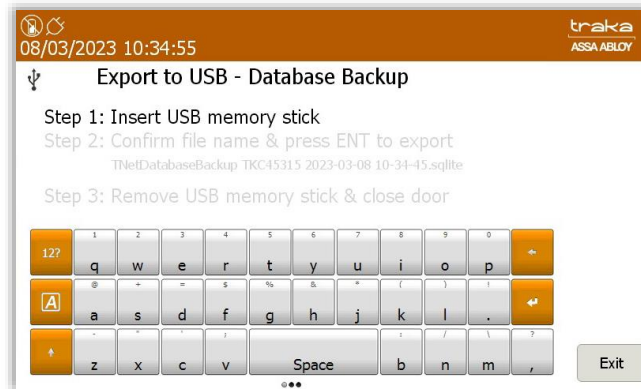 traka
08/03/2023 10:34:55
ASSA ABLOY
Export to USB - Database Backup
Step 1: Insert USB memory stick
Step 2: Confirm file name & press ENT to export
TNetDatabaseBackup TKC45315 2023-03-08 10-34-45.sqlite
Step 3: Remove USB memory stick & close door
1 2 3 4 5 6 7 8 9 0
12? q w e r t y u i o p
@ + = $ % & * ( ) !
A a s d f g h j k l .
- " ' ; : / \ ?
z x c v Space b n m ,
Exit